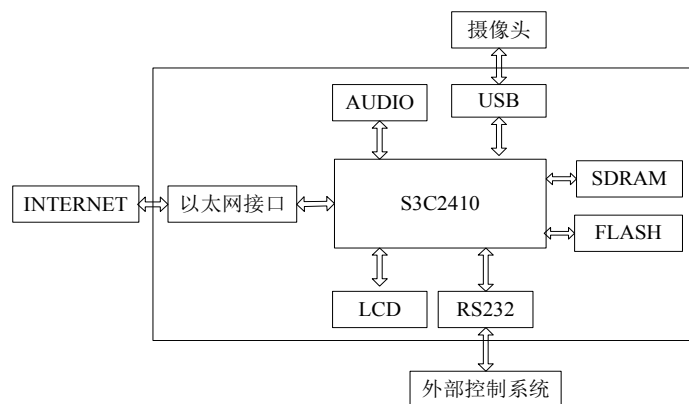 摄像头
AUDIO
USB
SDRAM
INTERNET
以太网接口
S3C2410
FLASH
LCD
RS232
外部控制系统